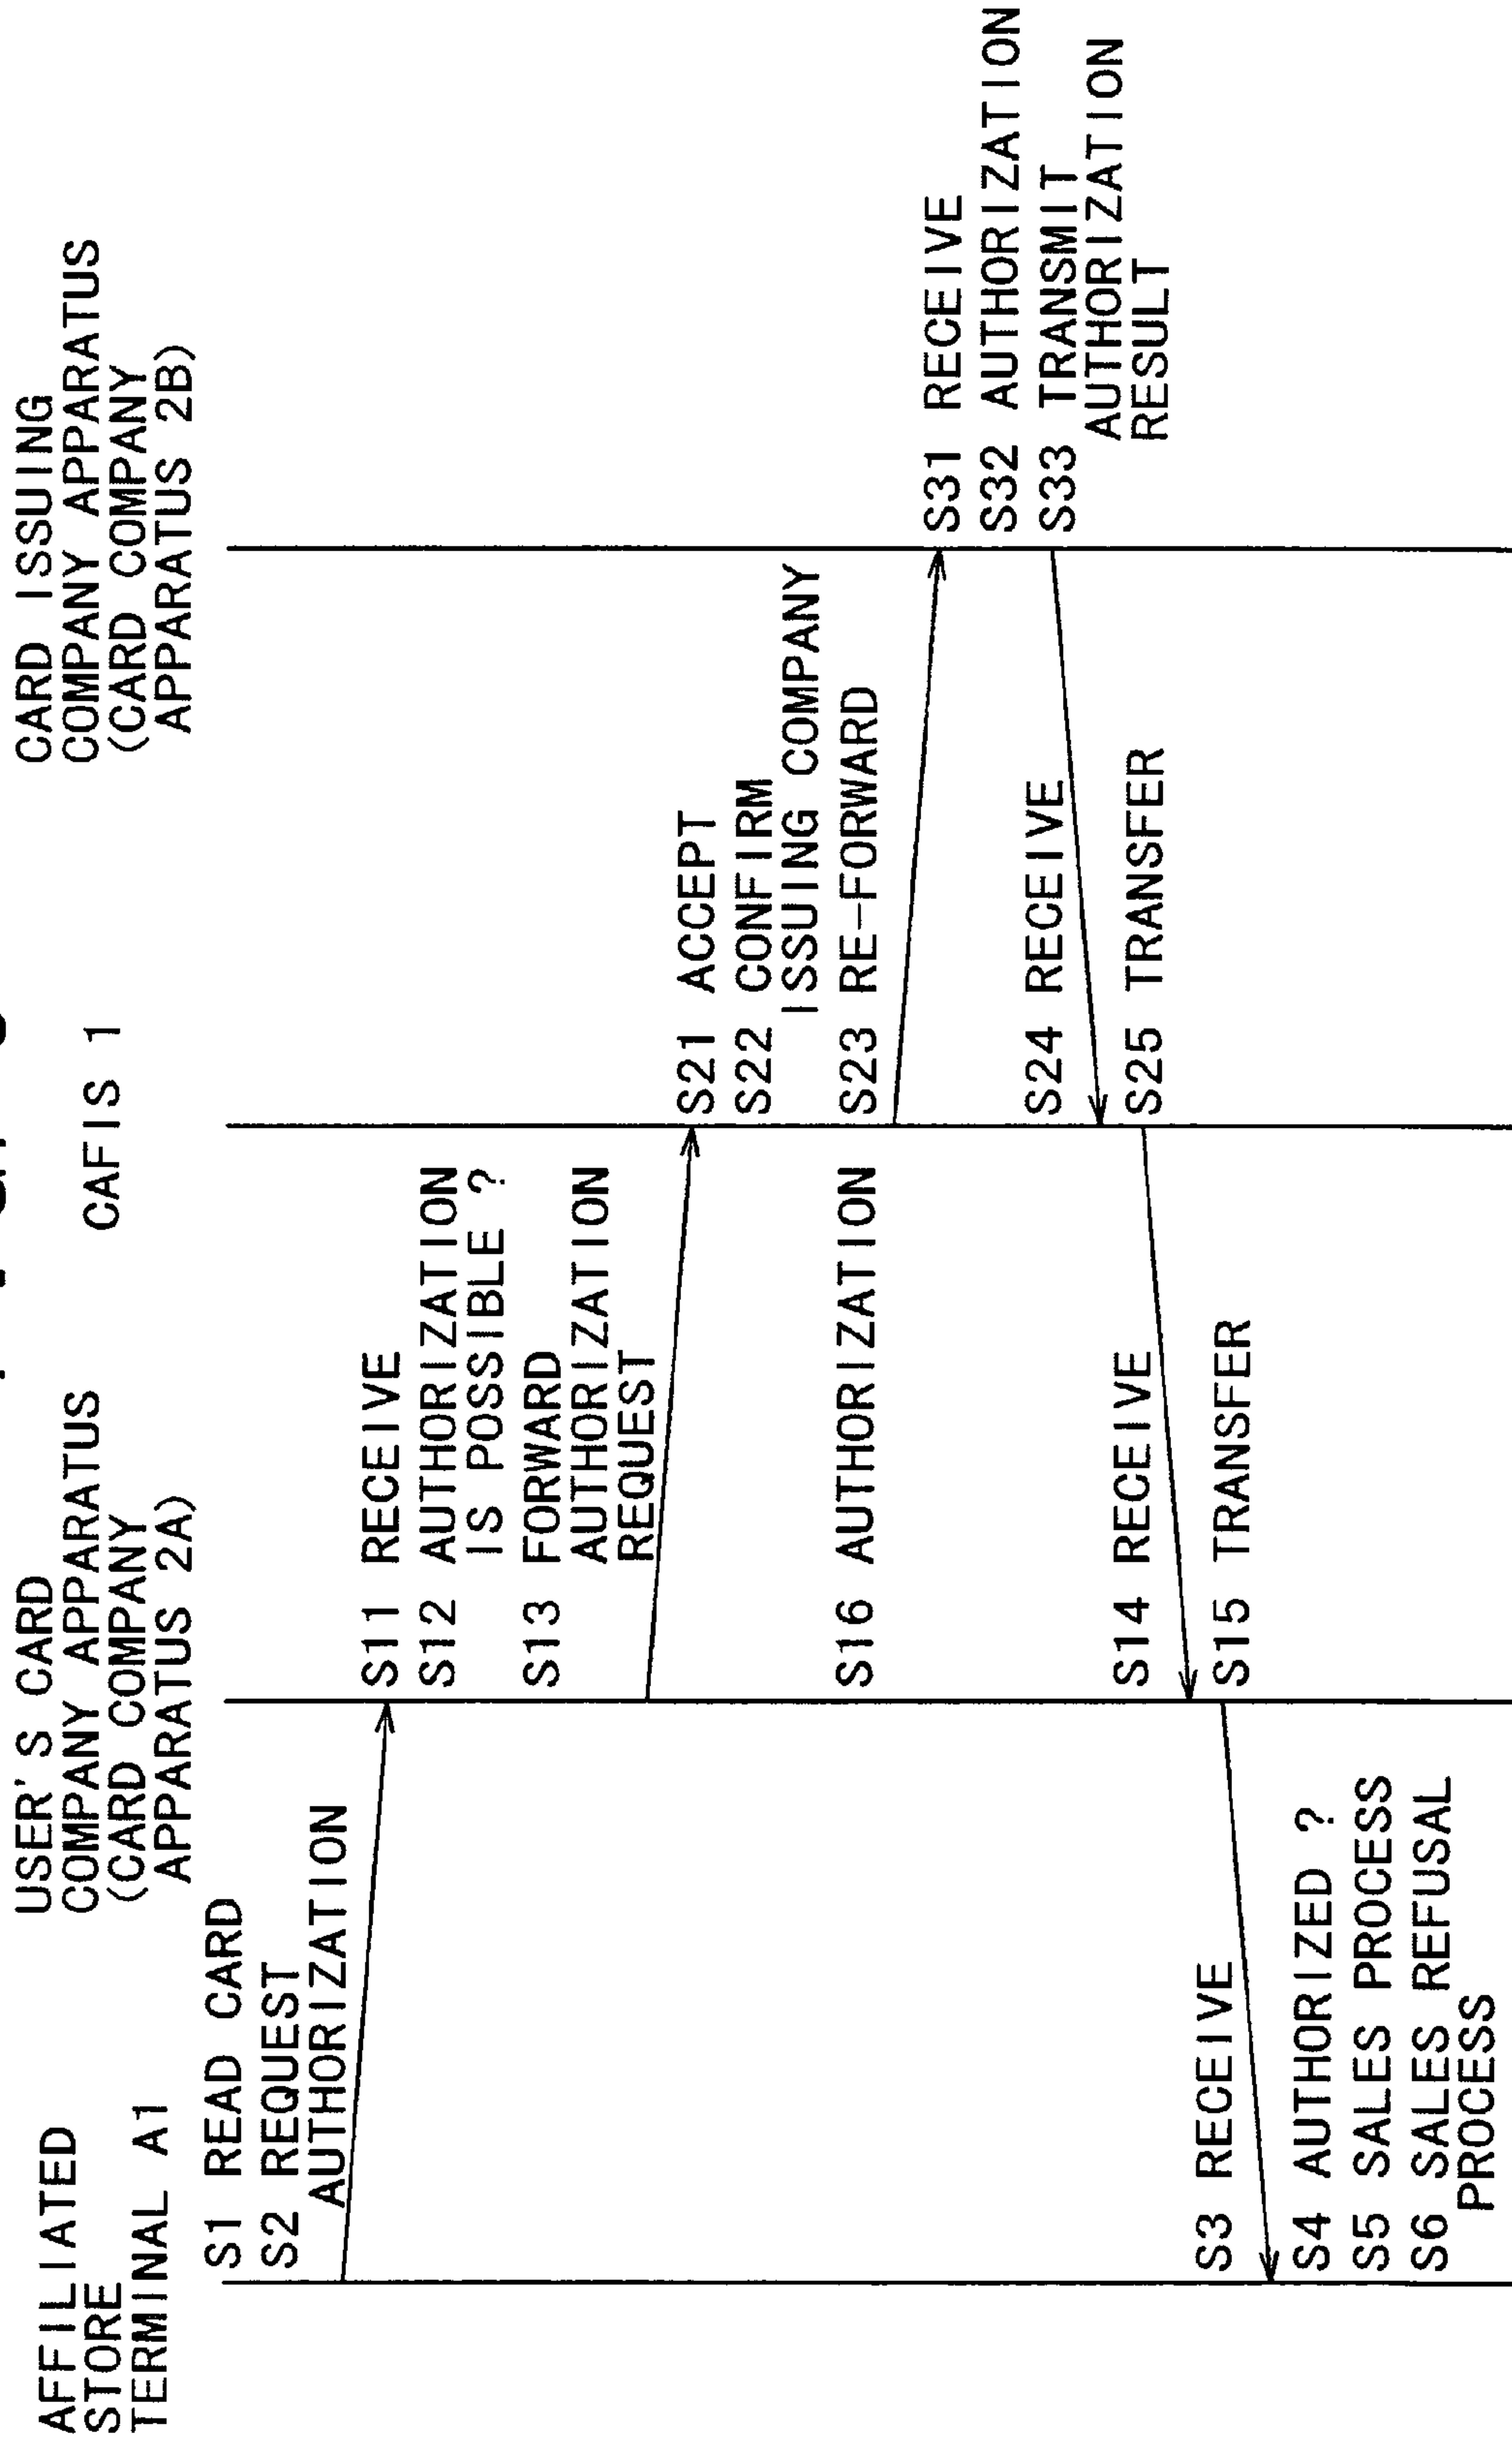 AFFILIATED
STORE
TERMINAL A1
USER'S CARD
COMPANY APPARATUS
(CARD COMPANY
APPARATUS 2A)
CAFIS 1
CARD ISSUING
COMPANY APPARATUS
(CARD COMPANY
APPARATUS 2B)
S1 READ CARD
S2 REQUEST
AUTHORIZATION
S11 RECEIVE
S12 AUTHORIZATION
IS POSSIBLE ?
S13 FORWARD
AUTHORIZATION
REQUEST
S21 ACCEPT
S22 CONFIRM
ISSUING COMPANY
S23 RE-FORWARD
S16 AUTHORIZATION
S31 RECEIVE
S32 AUTHORIZATION
S33 TRANSMIT
AUTHORIZATION
RESULT
S24 RECEIVE
S25 TRANSFER
S14 RECEIVE
S15 TRANSFER
S3 RECEIVE
S4 AUTHORIZED ?
S5 SALES PROCESS
S6 SALES REFUSAL
PROCESS